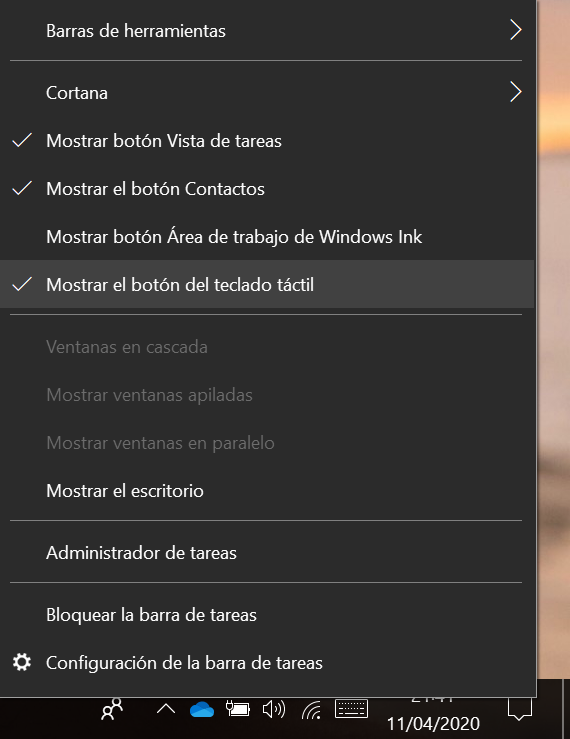 Barras de herramientas
Cortana
Mostrar botón Vista de tareas
Mostrar el botón Contactos
Mostrar botón Área de trabajo de Windows Ink
Mostrar el botón del teclado táctil
Ventanas en cascada
Mostrar ventanas apiladas
Mostrar ventanas en paralelo
Mostrar el escritorio
Administrador de tareas
Bloquear la barra de tareas
Configuración de la barra de tareas
11/04/2020